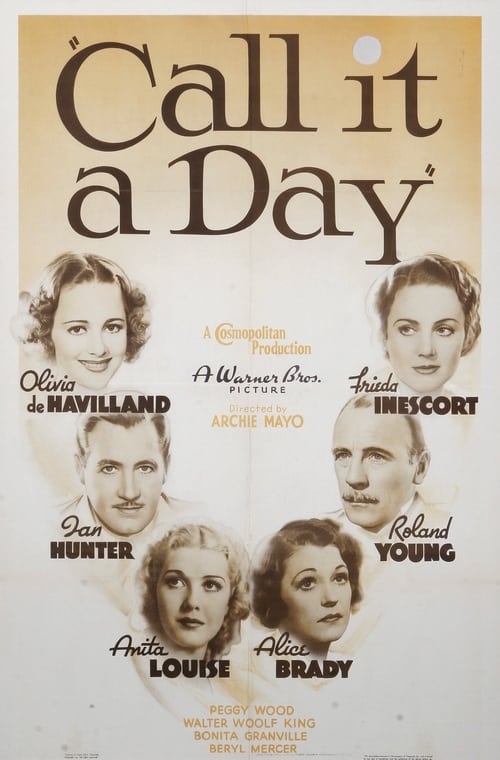 "Call it
a Day"
Olivia
de HAVILLAND
A Cosmopolitan
Production
A Warner Bros.
PICTURE
Directed by
ARCHIE MAYO
Frieda
INESCORT
Ian
HUNTER
Roland
YOUNG
Anita
LOUISE
Alice
BRADY
PEGGY WOOD
WALTER WOOLF KING
BONITA GRANVILLE
BERYL MERCER